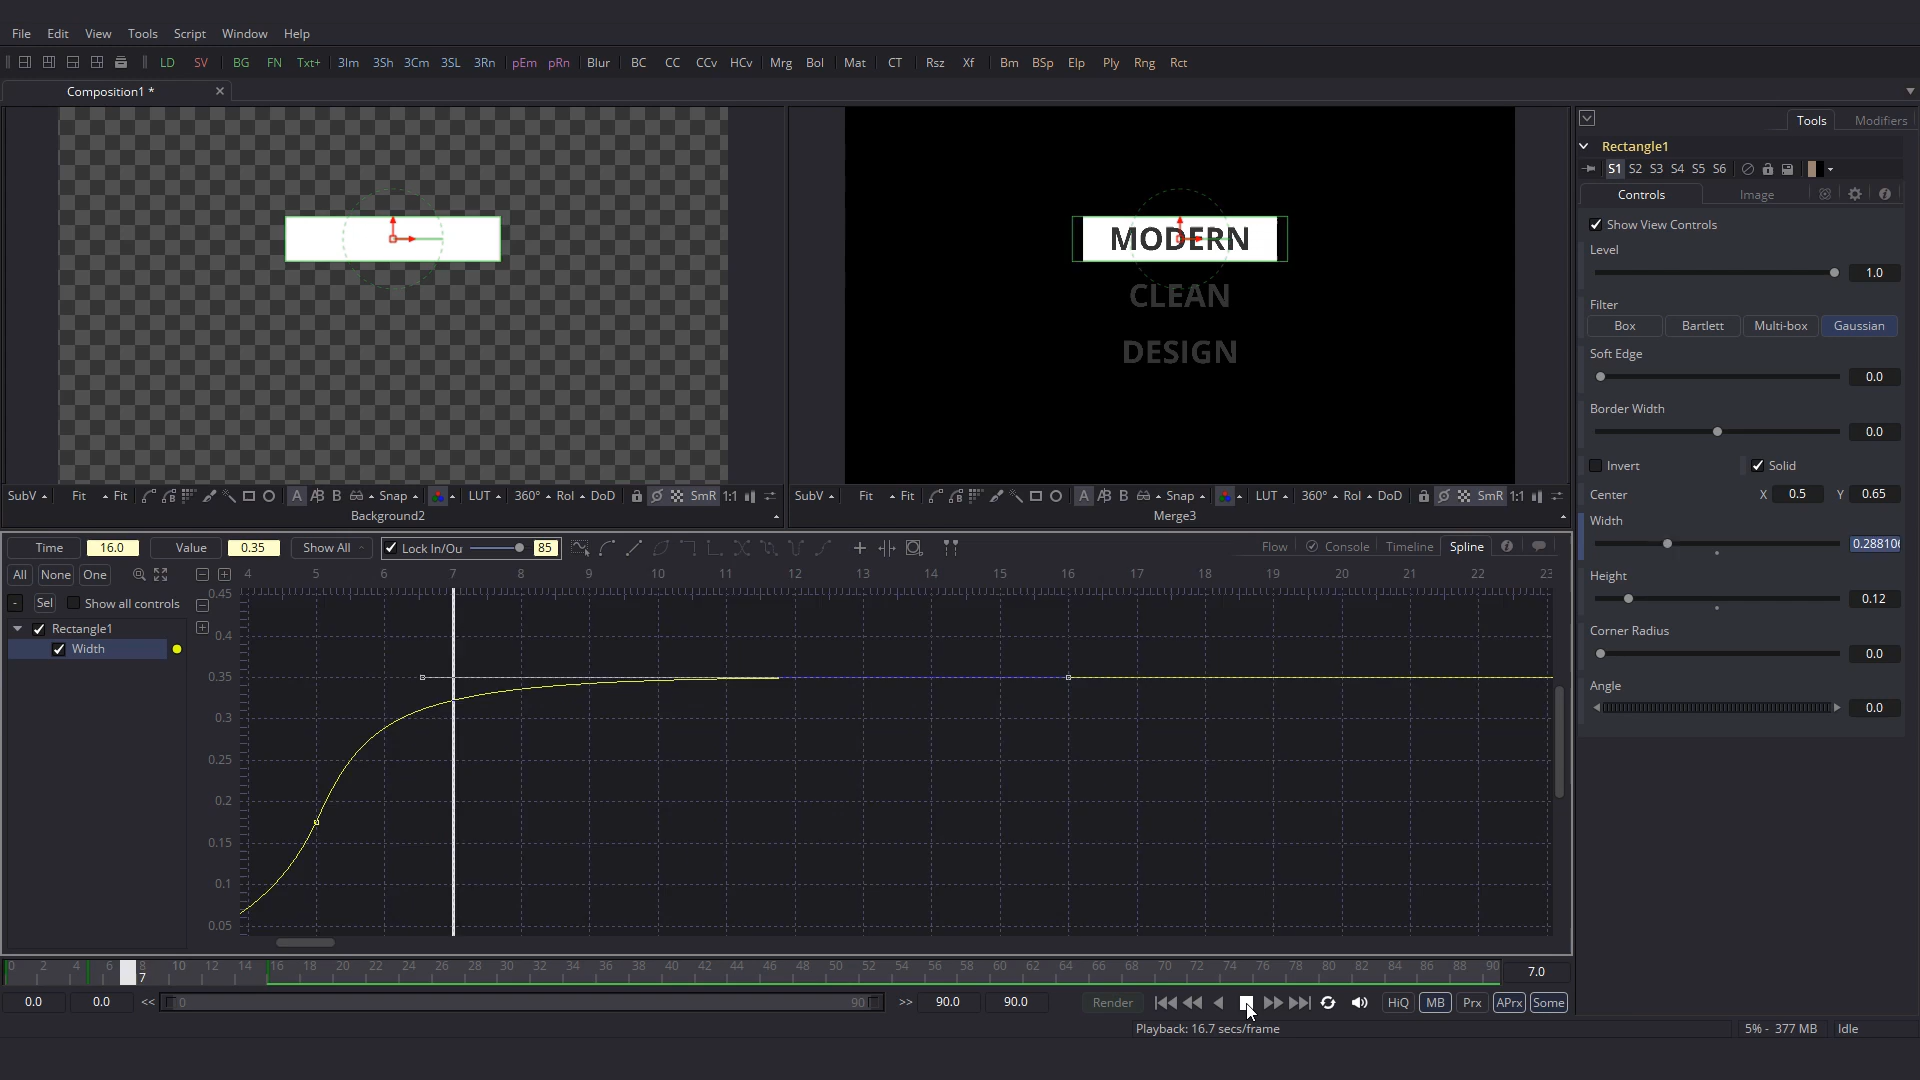 File Edit View Tools Script Window Help
LD SV BG FN Txt+ 3Im 3Sh 3Cm 3SL 3Rn pEm pRn Blur BC CC CCv HCv Mrg Bol Mat CT Rsz Xf Bm BSp Elp Ply Rng Rct
Composition1 *
MODERN
CLEAN
DESIGN
SubV Fit Fit A A|B B Snap LUT 360° RoI DoD SmR 1:1
Background2
SubV Fit Fit A A|B B Snap LUT 360° RoI DoD SmR 1:1
Merge3
Tools Modifiers
Rectangle1
S1 S2 S3 S4 S5 S6
Controls Image
Show View Controls
Level
1.0
Filter
Box Bartlett Multi-box Gaussian
Soft Edge
0.0
Border Width
0.0
Invert Solid
Center X 0.5 Y 0.65
Width
0.288106
Height
0.12
Corner Radius
0.0
Angle
0.0
Time 16.0 Value 0.35 Show All Lock In/Ou 85
Flow Console Timeline Spline
All None One
Sel Show all controls
Rectangle1
Width
4 5 6 7 8 9 10 11 12 13 14 15 16 17 18 19 20 21 22 23
0.45
0.4
0.35
0.3
0.25
0.2
0.15
0.1
0.05
0 2 4 6 8 10 12 14 16 18 20 22 24 26 28 30 32 34 36 38 40 42 44 46 48 50 52 54 56 58 60 62 64 66 68 70 72 74 76 78 80 82 84 86 88 90
7
7.0
0.0 0.0 << 0 90 >> 90.0 90.0 Render HiQ MB Prx APrx Some
Playback: 16.7 secs/frame
5% - 377 MB Idle